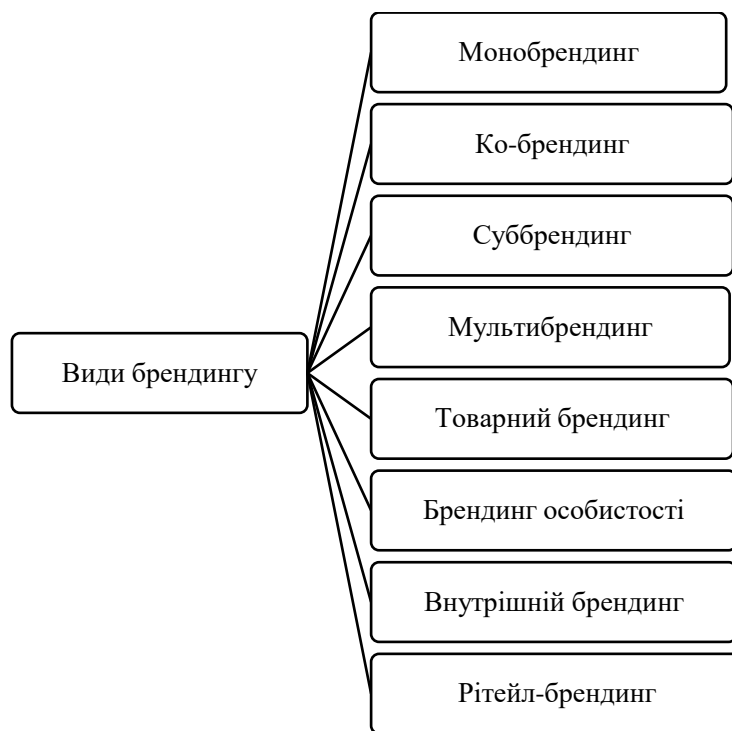 Монобрендинг
Ко-брендинг
Суббрендинг
Мультибрендинг
Види брендингу
Товарний брендинг
Брендинг особистості
Внутрішній брендинг
Рітейл-брендинг